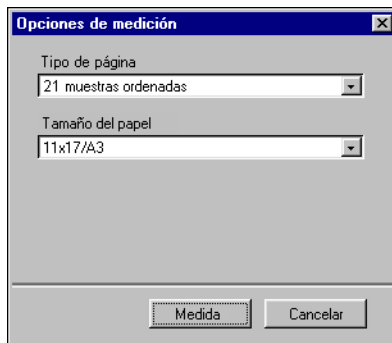 Opciones de medición
Tipo de página
21 muestras ordenadas
Tamaño del papel
11x17/A3
Medida Cancelar